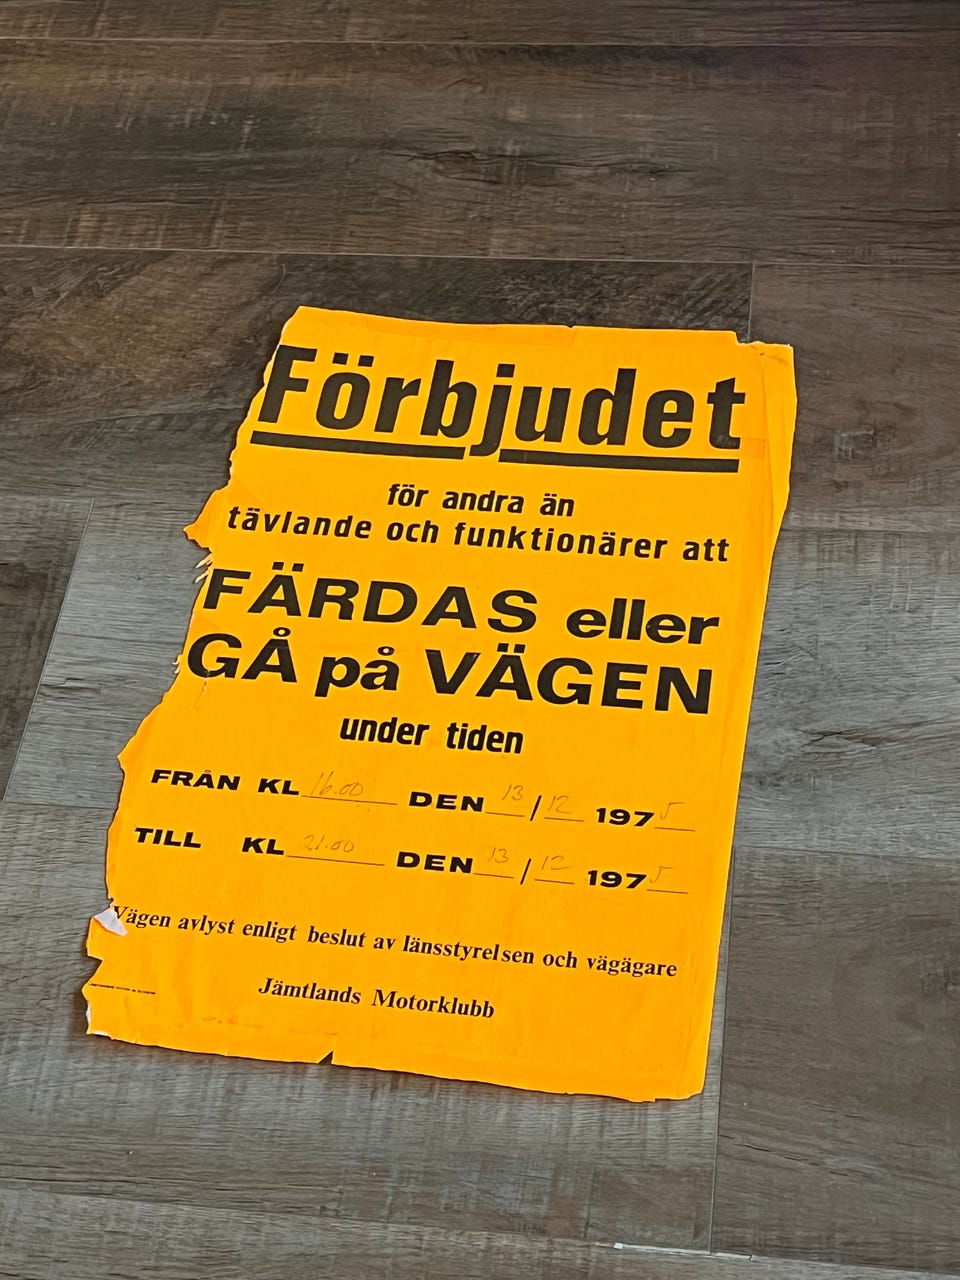 Förbjudet
för andra än
tävlande och funktionärer att
FÄRDAS eller
GÅ på VÄGEN
under tiden
FRÅN KL 16.00 DEN 13/12 1975
TILL KL 21.00 DEN 13/12 1975
Vägen avlyst enligt beslut av länsstyrelsen och vägägare
Jämtlands Motorklubb